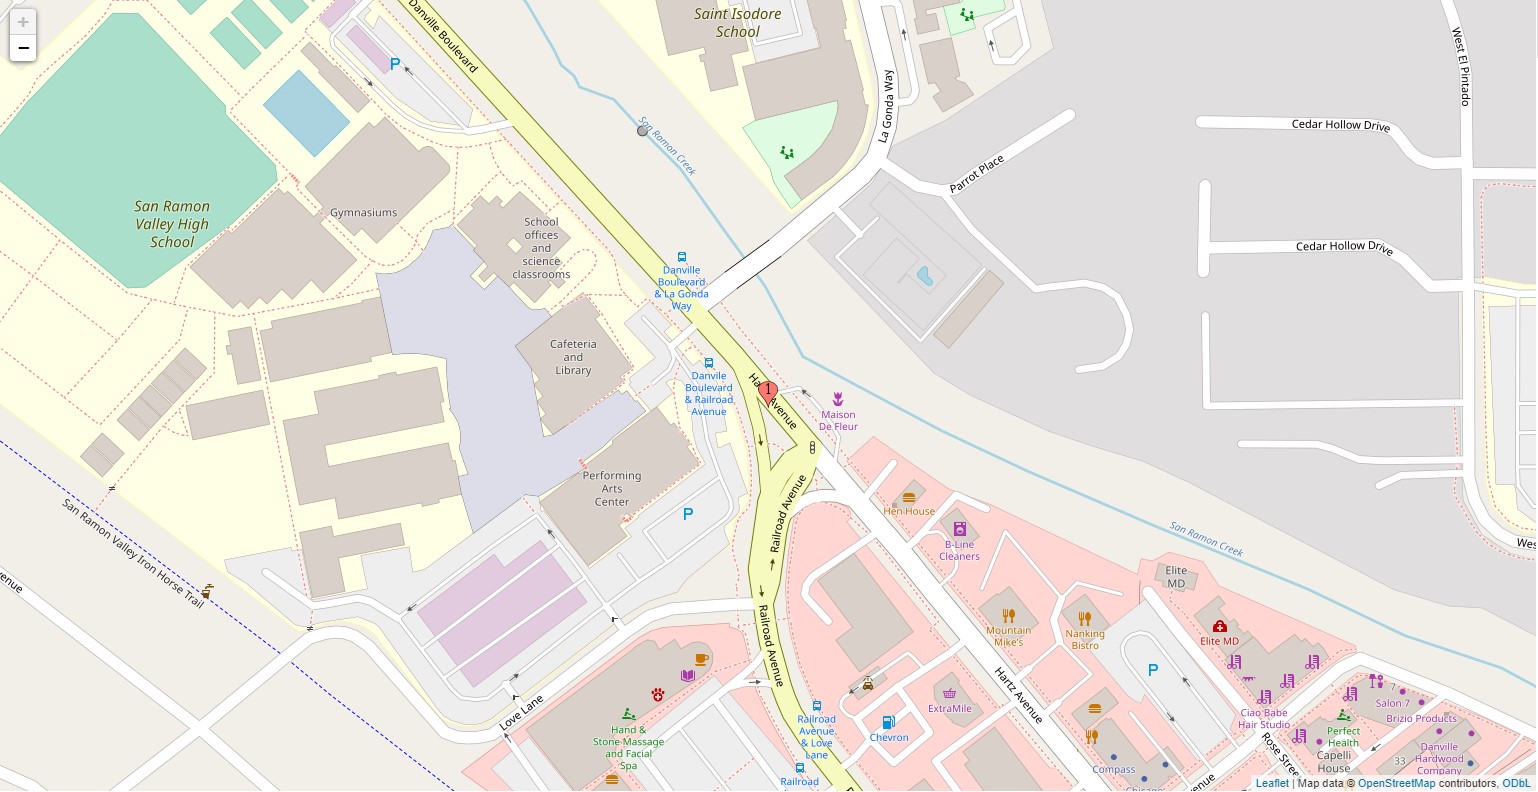 +
−
Danville Boulevard
P
Saint Isodore
School
La Gonda Way
West El Pintado
Cedar Hollow Drive
San Ramon Creek
Parrot Place
San Ramon
Valley High
School
Gymnasiums
School
offices
and
science
classrooms
Cedar Hollow Drive
Danville
Boulevard
& La Gonda
Way
Cafeteria
and
Library
Danvile
Boulevard
& Railroad
Avenue
1
Avenue
Maison
De Fleur
Performing
Arts
Center
P
Railroad Avenue
Hen House
B-Line
Cleaners
San Ramon Creek
San Ramon Valley Iron Horse Trail
Elite
MD
Elite MD
Mountain
Mike's
Nanking
Bistro
Railroad Avenue
P
Hartz Avenue
Love Lane
ExtraMile
Chevron
Railroad
Avenue
& Love
Lane
Railroad
Hand &
Stone Massage
and Facial
Spa
Ciao Babe
Hair Studio
7
Salon 7
Brizio Products
Perfect
Health
Capelli
House
33
Danville
Hardwood
Company
Compass
Leaflet | Map data © OpenStreetMap contributors, ODbL